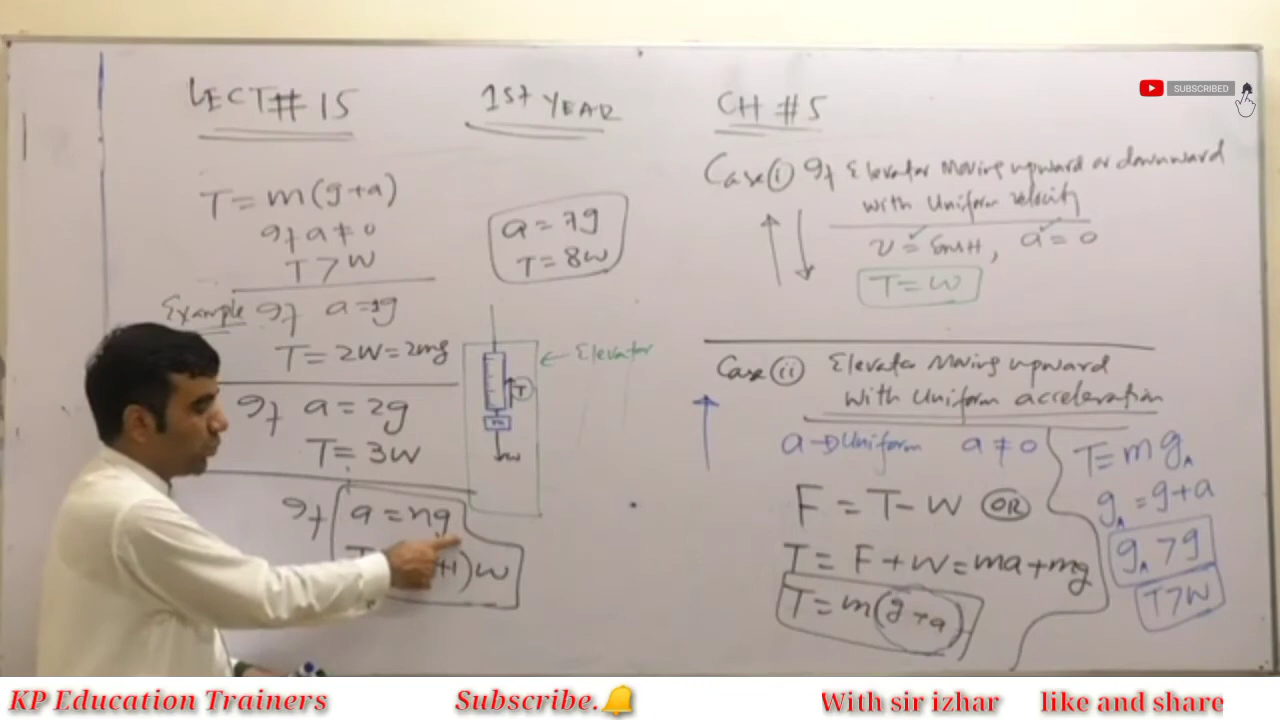 LECT# 15
1st YEAR
CH # 5
T = m(g+a)
If a ≠ 0
T > W
Example If a = 1g
T = 2W = 2mg
If a = 2g
T = 3W
If a = ng
+1)W
a = 7g
T = 8W
Elevator
T
m
W
Case (i) If Elevator Moving upward or downward
with Uniform velocity
a = 0
T = W
Case (ii) Elevator Moving upward
with Uniform acceleration
a → Uniform a ≠ 0
F = T - W OR
T = F + W = ma + mg
T = m(g+a)
T = m gA
gA = g+a
gA > g
T > W
SUBSCRIBED
KP Education Trainers
Subscribe.
With sir izhar
like and share